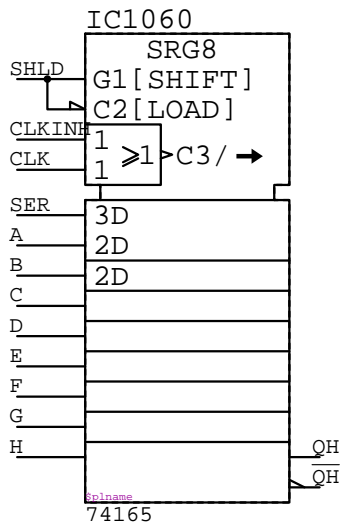 IC1060
SRG8
SHLD
G1[SHIFT]
C2[LOAD]
CLKINH
1
≥1 C3/ →
CLK
1
SER
3D
A
2D
B
2D
C
D
E
F
G
H
QH
QH
$plname
74165